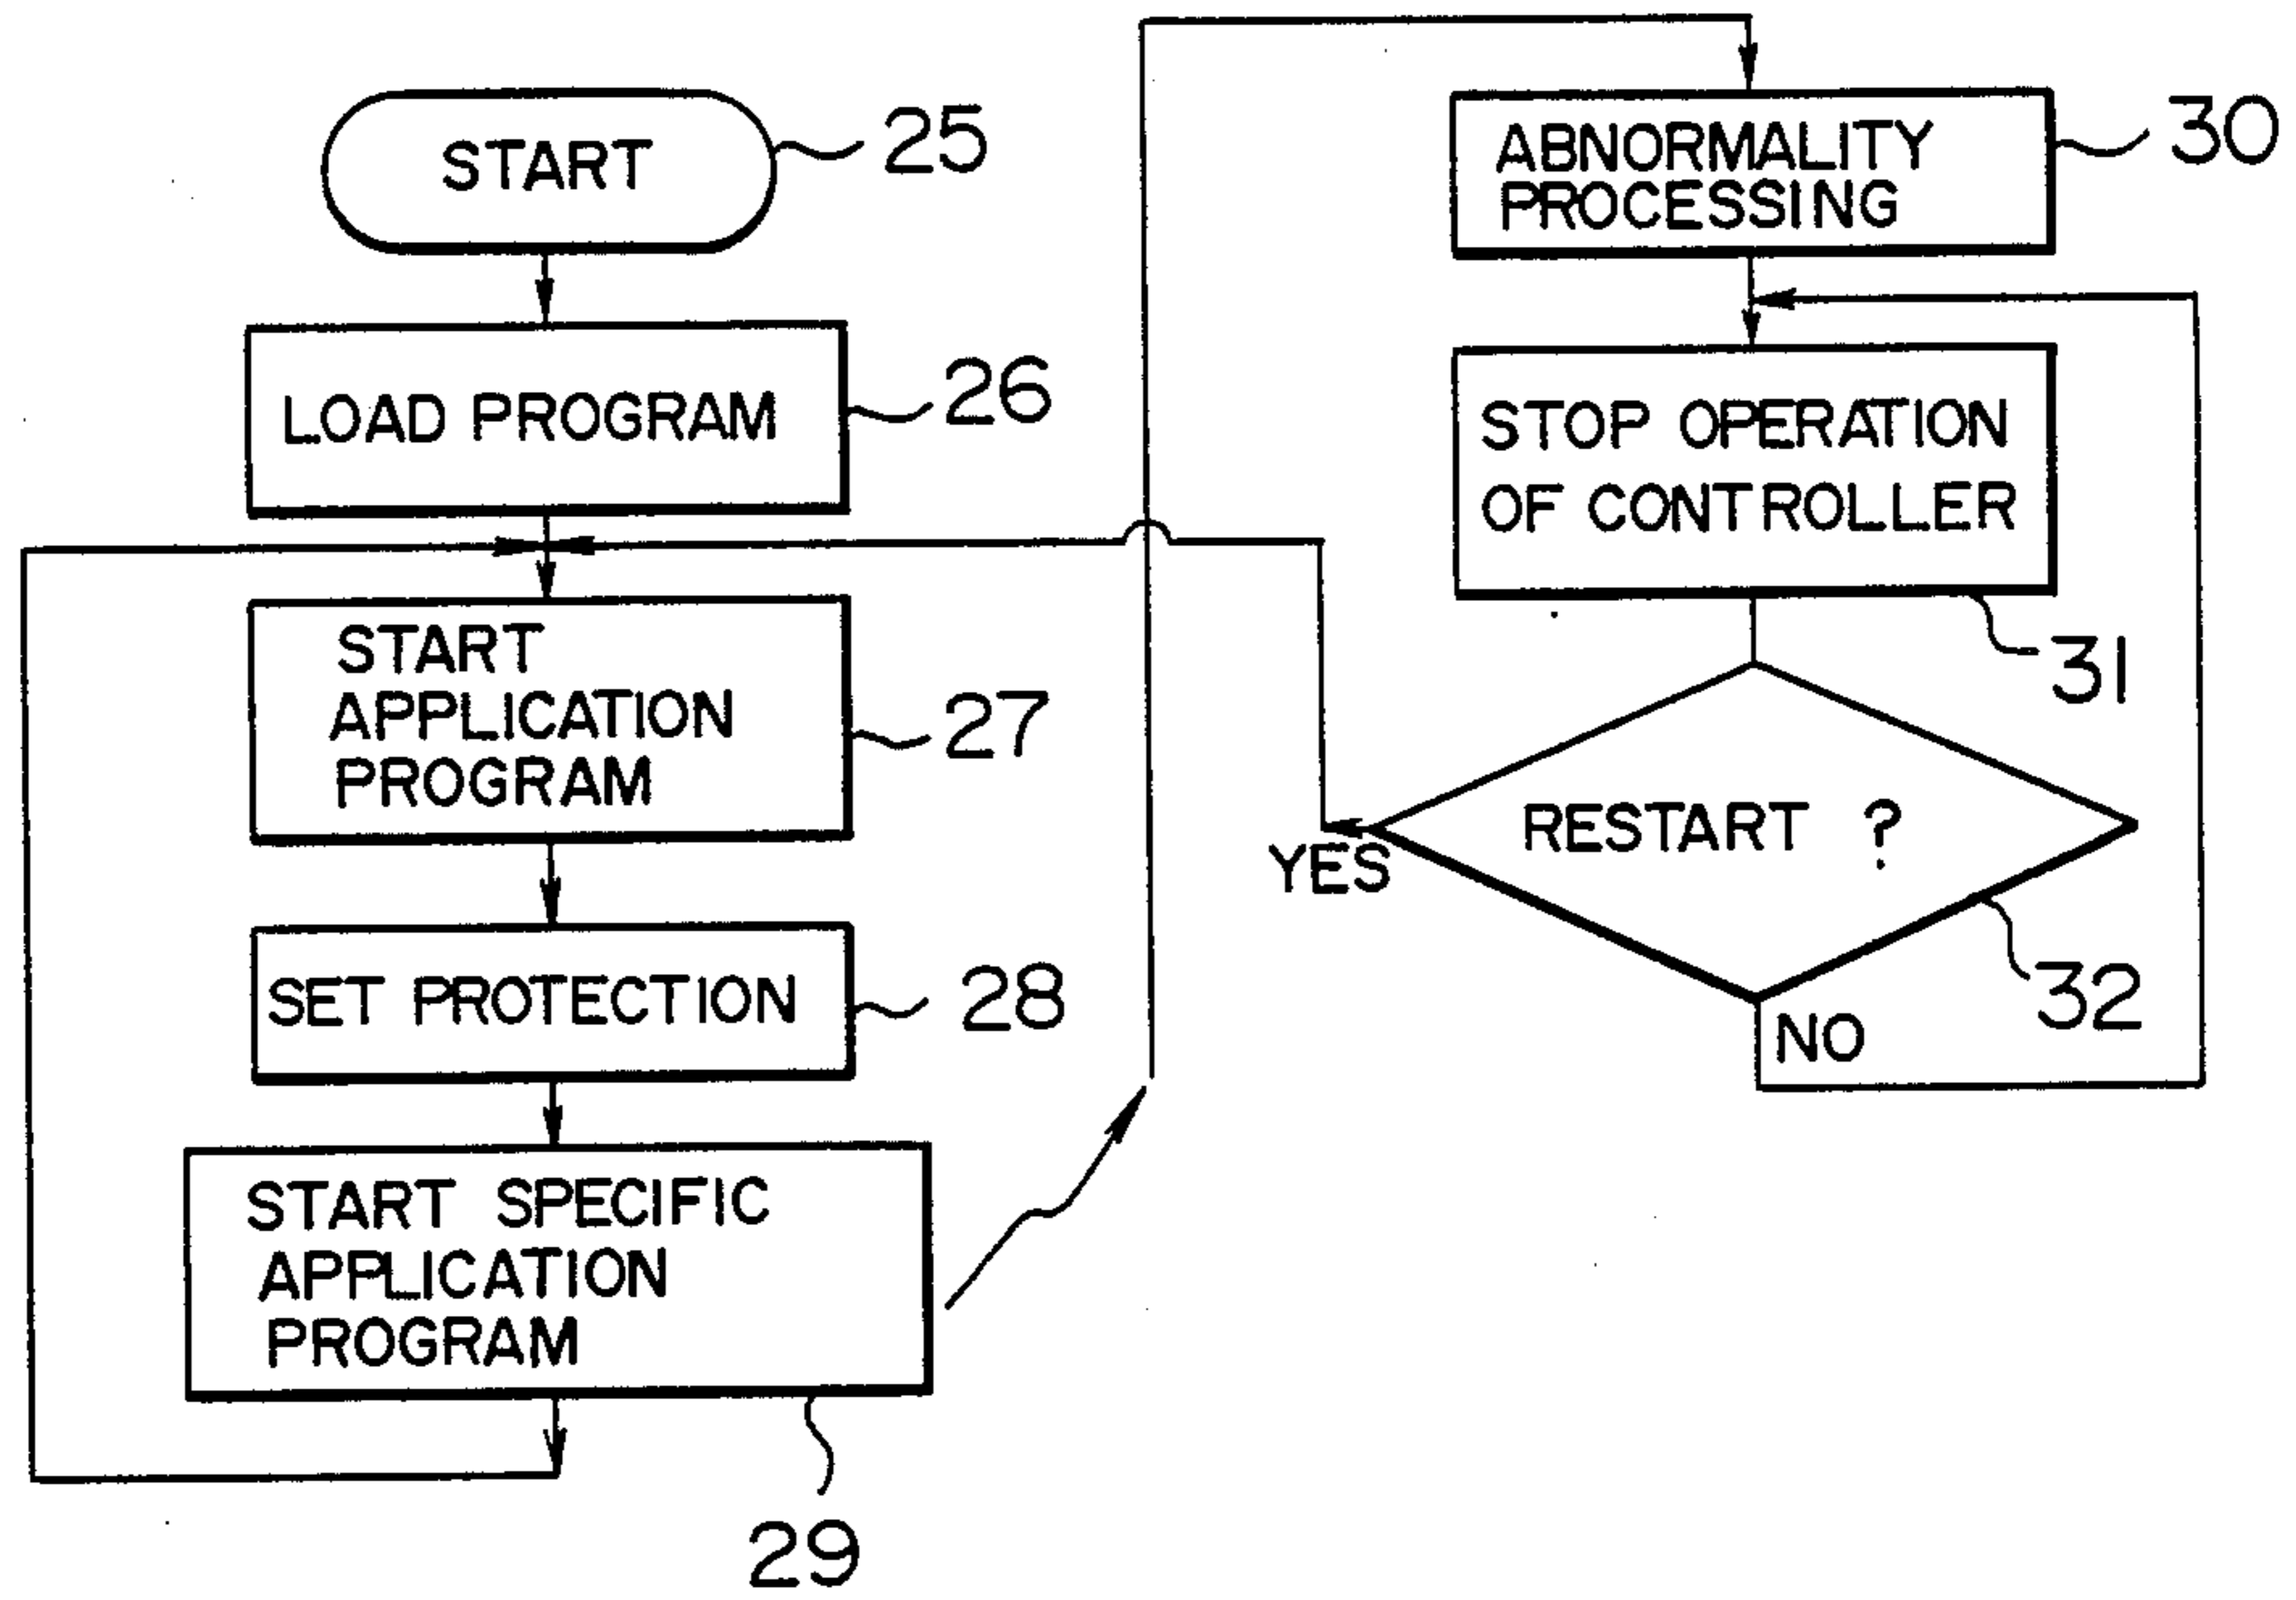 START
25
LOAD PROGRAM
26
START
APPLICATION
PROGRAM
27
SET PROTECTION
28
START SPECIFIC
APPLICATION
PROGRAM
29
ABNORMALITY
PROCESSING
30
STOP OPERATION
OF CONTROLLER
31
RESTART ?
32
YES
NO